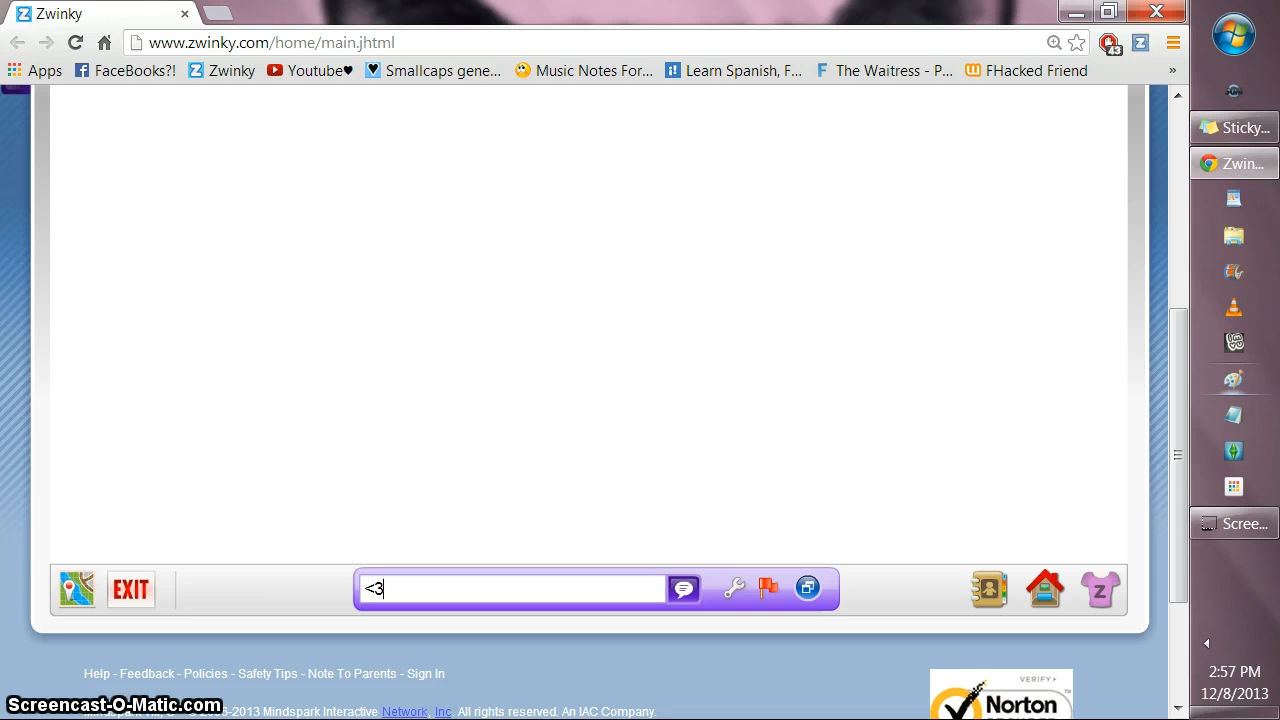 Zwinky
www.zwinky.com/home/main.jhtml
43
Apps
FaceBooks?!
Zwinky
Youtube♥
Smallcaps gene...
Music Notes For...
Learn Spanish, F...
The Waitress - P...
FHacked Friend
»
Sticky...
Zwin...
Scree...
EXIT
<3
Z
Help - Feedback - Policies - Safety Tips - Note To Parents - Sign In
2006-2013 Mindspark Interactive Network, Inc. All rights reserved. An IAC Company.
VERIFY▸
Norton
2:57 PM
12/8/2013
Screencast-O-Matic.com